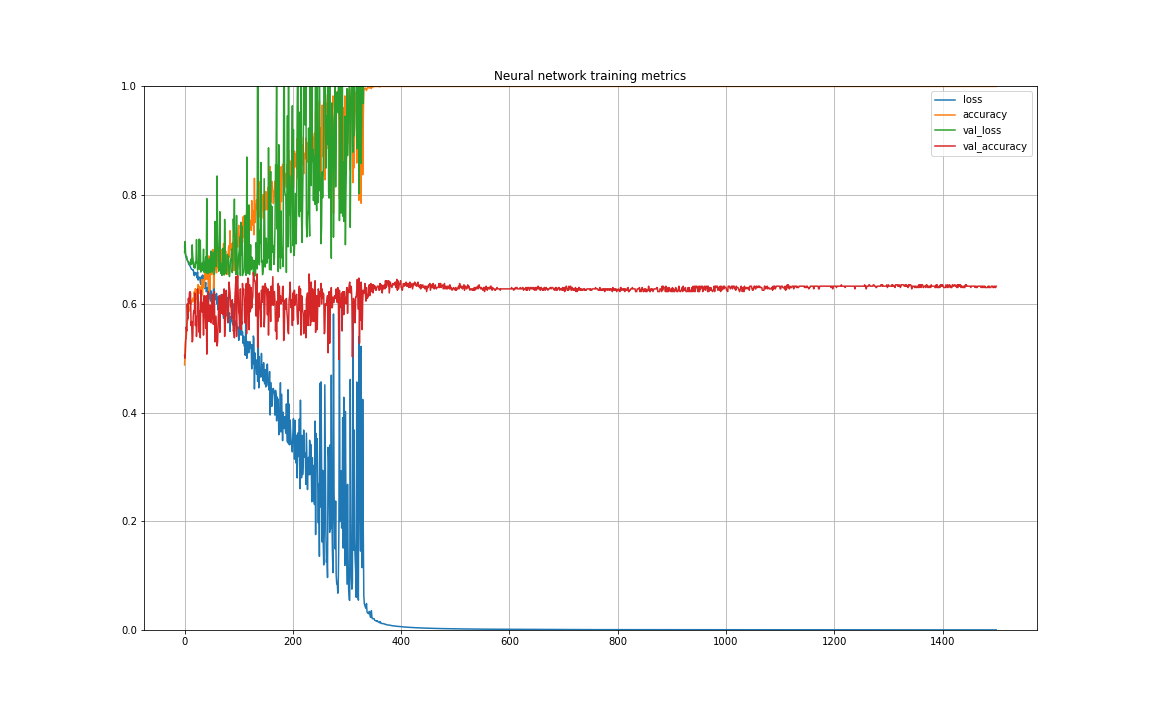 Neural network training metrics
1.0
0.8
0.6
0.4
0.2
0.0
loss
accuracy
val_loss
val_accuracy
0 200 400 600 800 1000 1200 1400